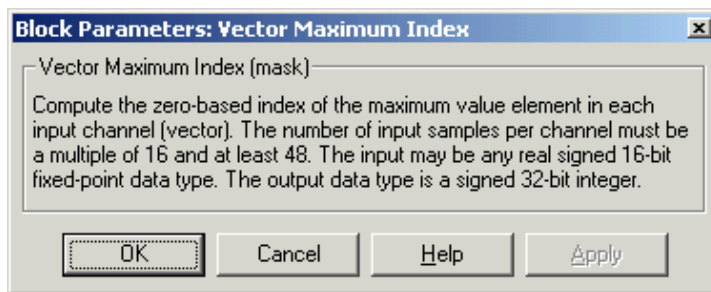 Block Parameters: Vector Maximum Index
Vector Maximum Index (mask)
Compute the zero-based index of the maximum value element in each
input channel (vector). The number of input samples per channel must be
a multiple of 16 and at least 48. The input may be any real signed 16-bit
fixed-point data type. The output data type is a signed 32-bit integer.
OK Cancel Help Apply